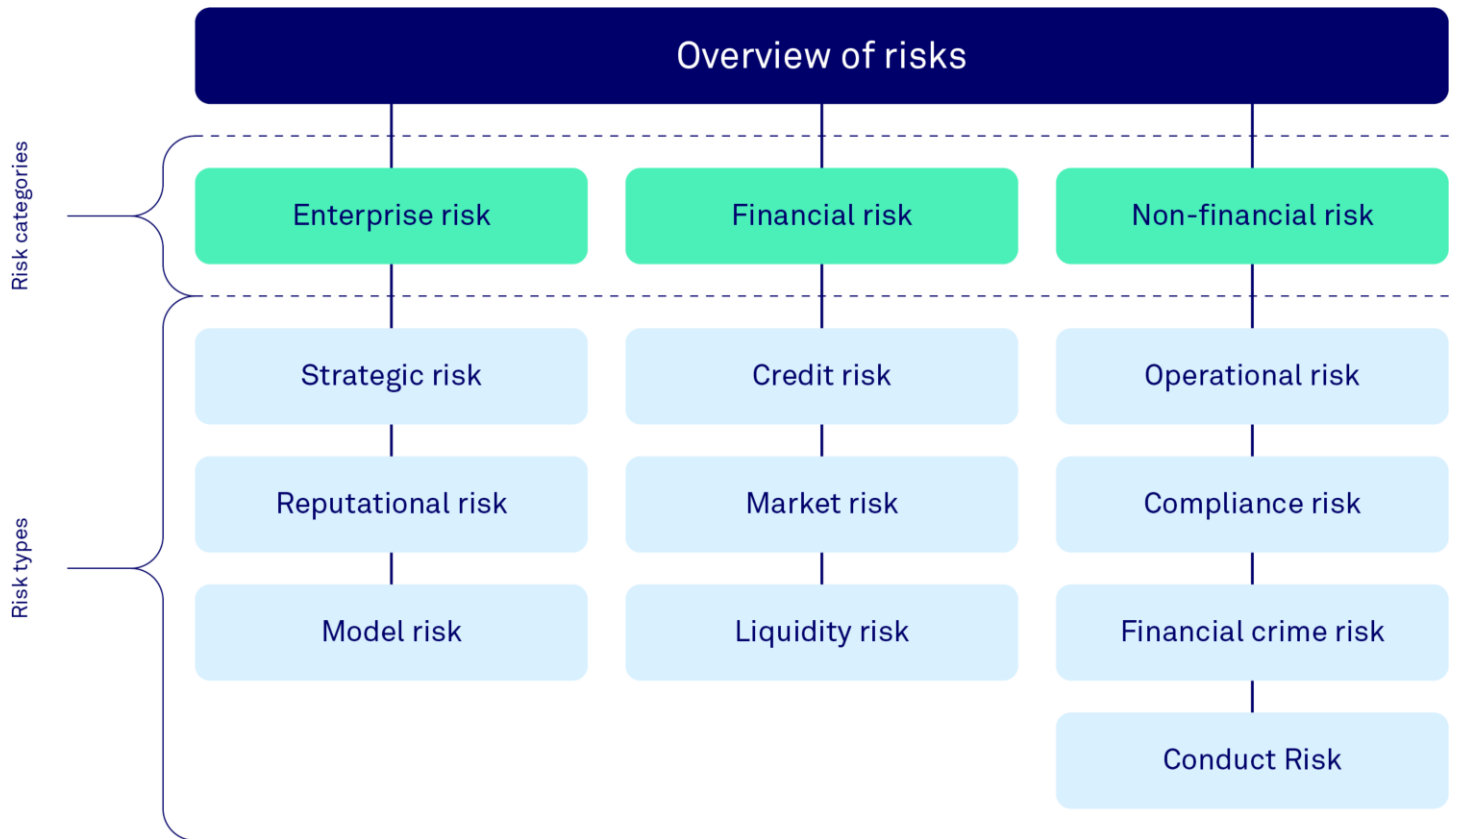 Overview of risks
Risk categories
Enterprise risk
Financial risk
Non-financial risk
Risk types
Strategic risk
Credit risk
Operational risk
Reputational risk
Market risk
Compliance risk
Model risk
Liquidity risk
Financial crime risk
Conduct Risk